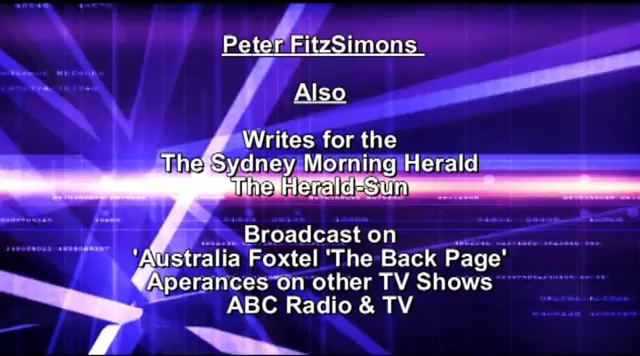 Peter FitzSimons
Also
Writes for the
The Sydney Morning Herald
The Herald-Sun
Broadcast on
'Australia Foxtel 'The Back Page'
Aperances on other TV Shows
ABC Radio & TV